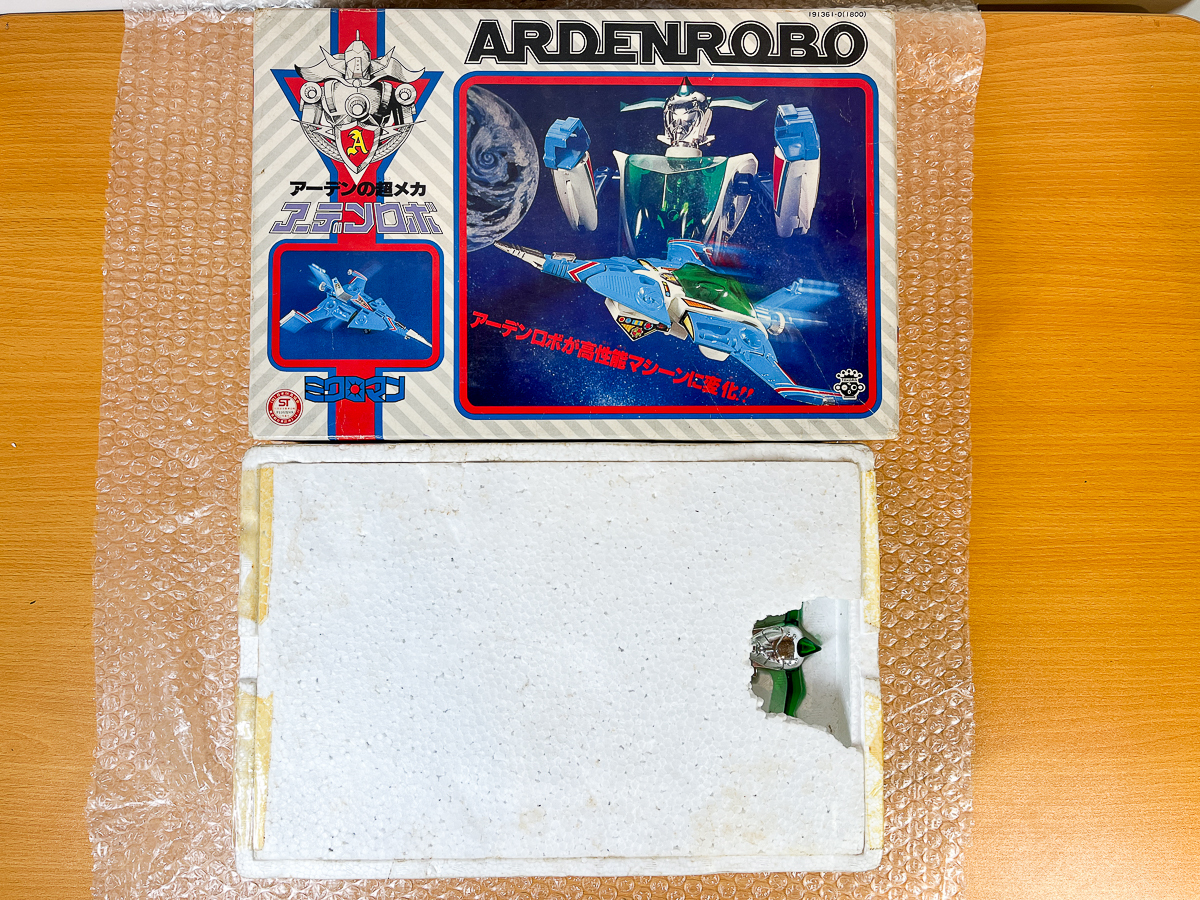 191361-0(1800)
ARDENROBO
A
アーデンの超メカ
アーデンロボ
アーデンロボが高性能マシーンに変化!!
ミクロマン
ST